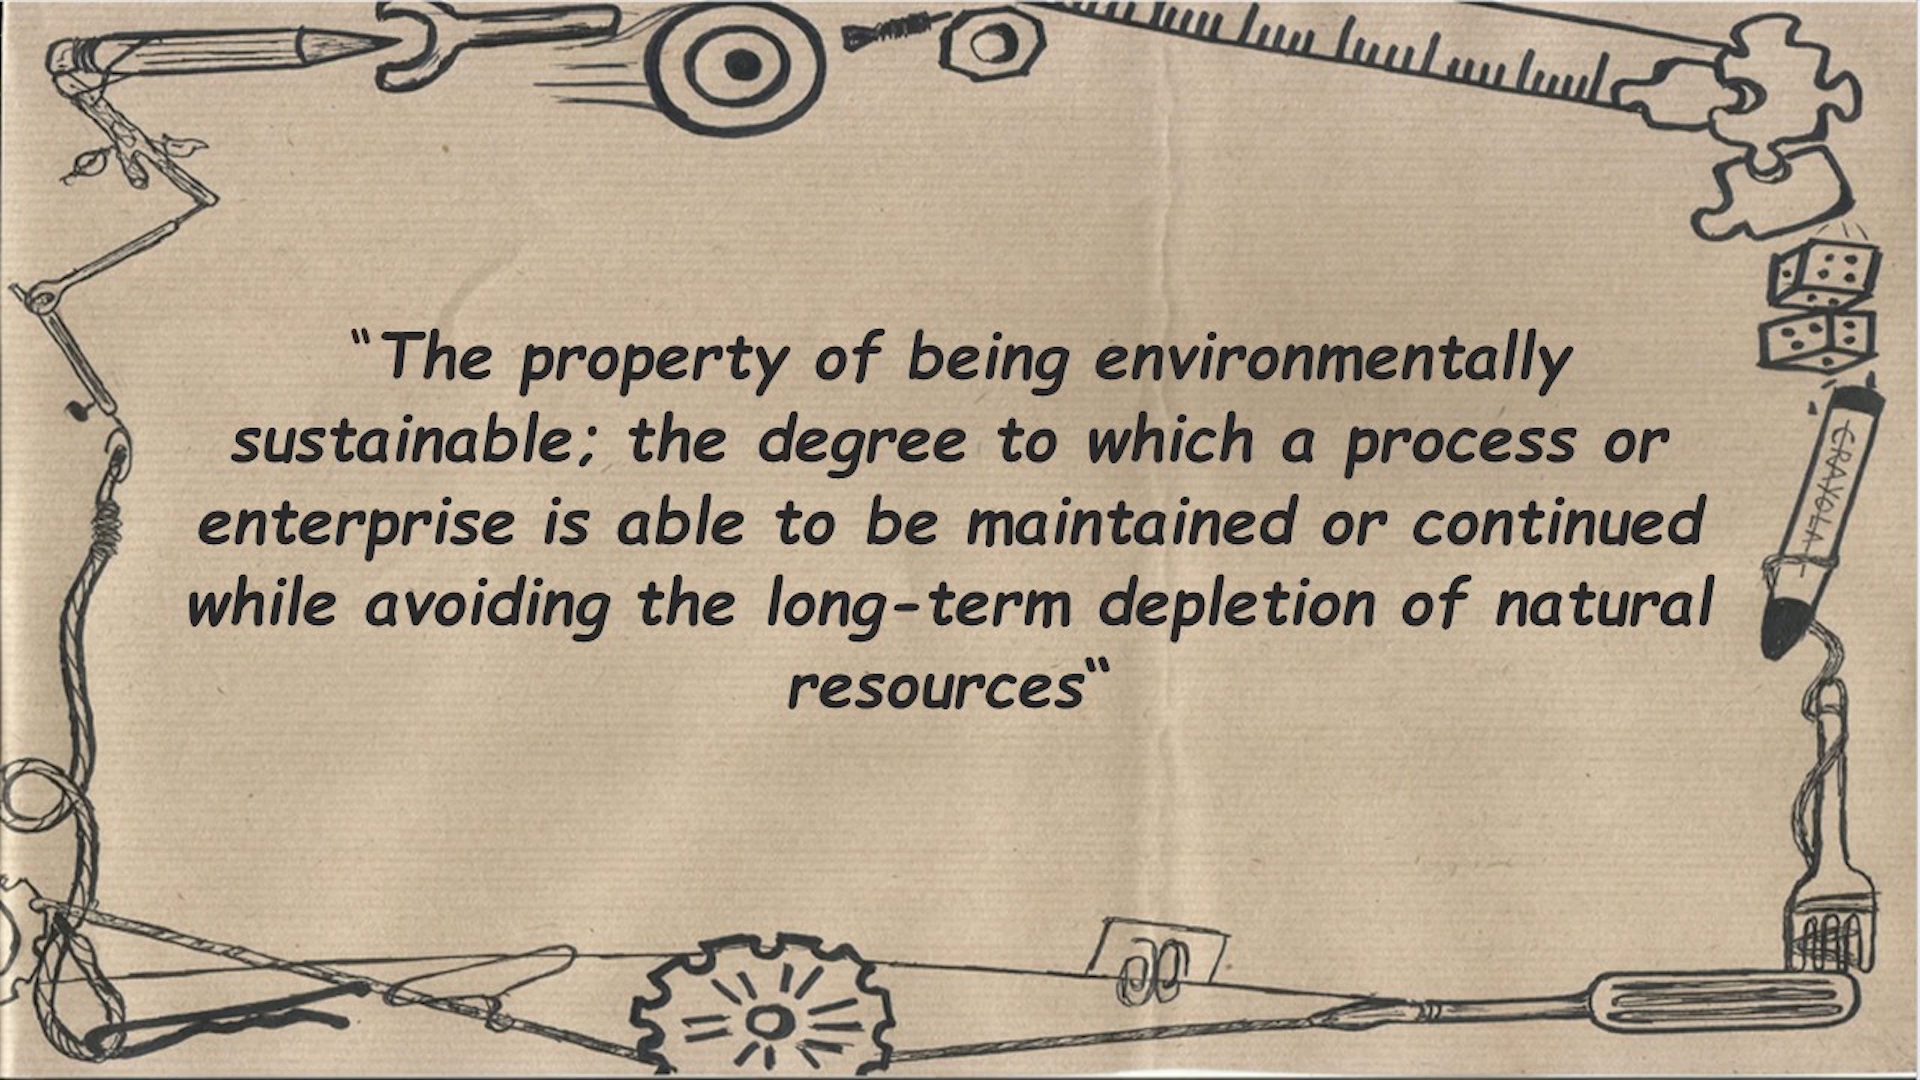 “The property of being environmentally
sustainable; the degree to which a process or
enterprise is able to be maintained or continued
while avoiding the long-term depletion of natural
resources“
CRAYOLA